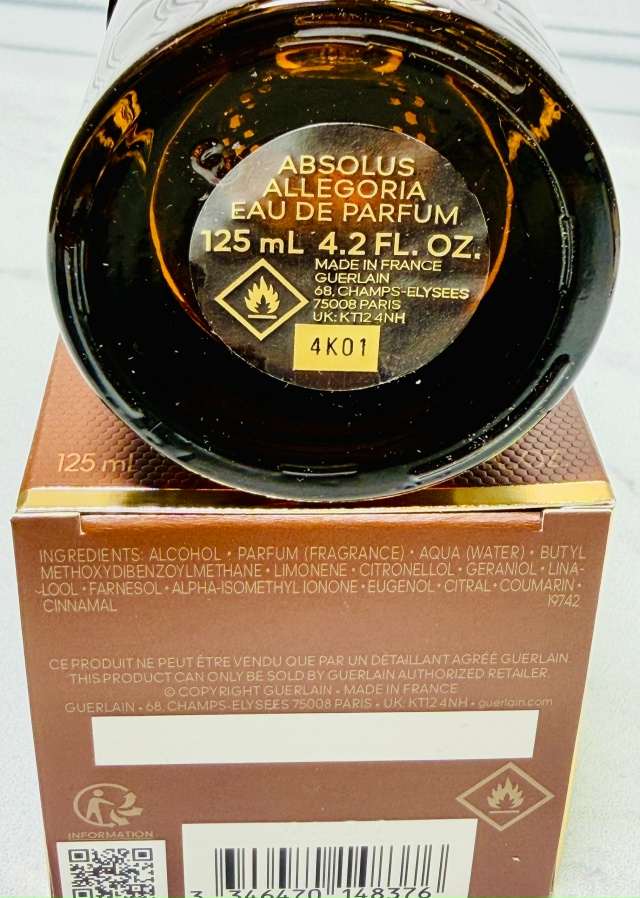 ABSOLUS
ALLEGORIA
EAU DE PARFUM
125 mL 4.2 FL. OZ.
MADE IN FRANCE
GUERLAIN
68, CHAMPS-ELYSEES
75008 PARIS
UK: KT12 4NH
4K01
125 mL
OZ.
INGREDIENTS: ALCOHOL • PARFUM (FRAGRANCE) • AQUA (WATER) • BUTYL
METHOXYDIBENZOYLMETHANE • LIMONENE • CITRONELLOL • GERANIOL • LINA-
-LOOL • FARNESOL • ALPHA-ISOMETHYL IONONE • EUGENOL • CITRAL • COUMARIN •
CINNAMAL 19742
CE PRODUIT NE PEUT ÊTRE VENDU QUE PAR UN DÉTAILLANT AGRÉÉ GUERLAIN.
THIS PRODUCT CAN ONLY BE SOLD BY GUERLAIN AUTHORIZED RETAILER.
© COPYRIGHT GUERLAIN • MADE IN FRANCE
GUERLAIN • 68, CHAMPS-ELYSEES 75008 PARIS • UK: KT12 4NH • guerlain.com
INFORMATION
3 346470 148376